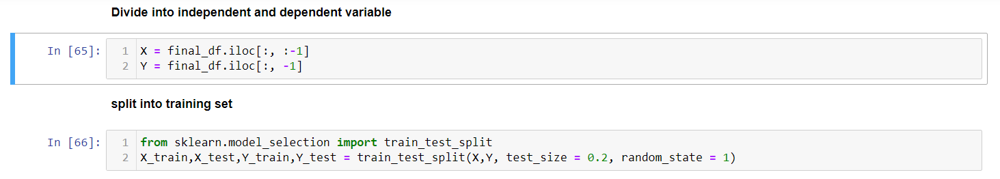 Divide into independent and dependent variable
In [65]:
1 X = final_df.iloc[:, :-1]
2 Y = final_df.iloc[:, -1]
split into training set
In [66]:
1 from sklearn.model_selection import train_test_split
2 X_train,X_test,Y_train,Y_test = train_test_split(X,Y, test_size = 0.2, random_state = 1)